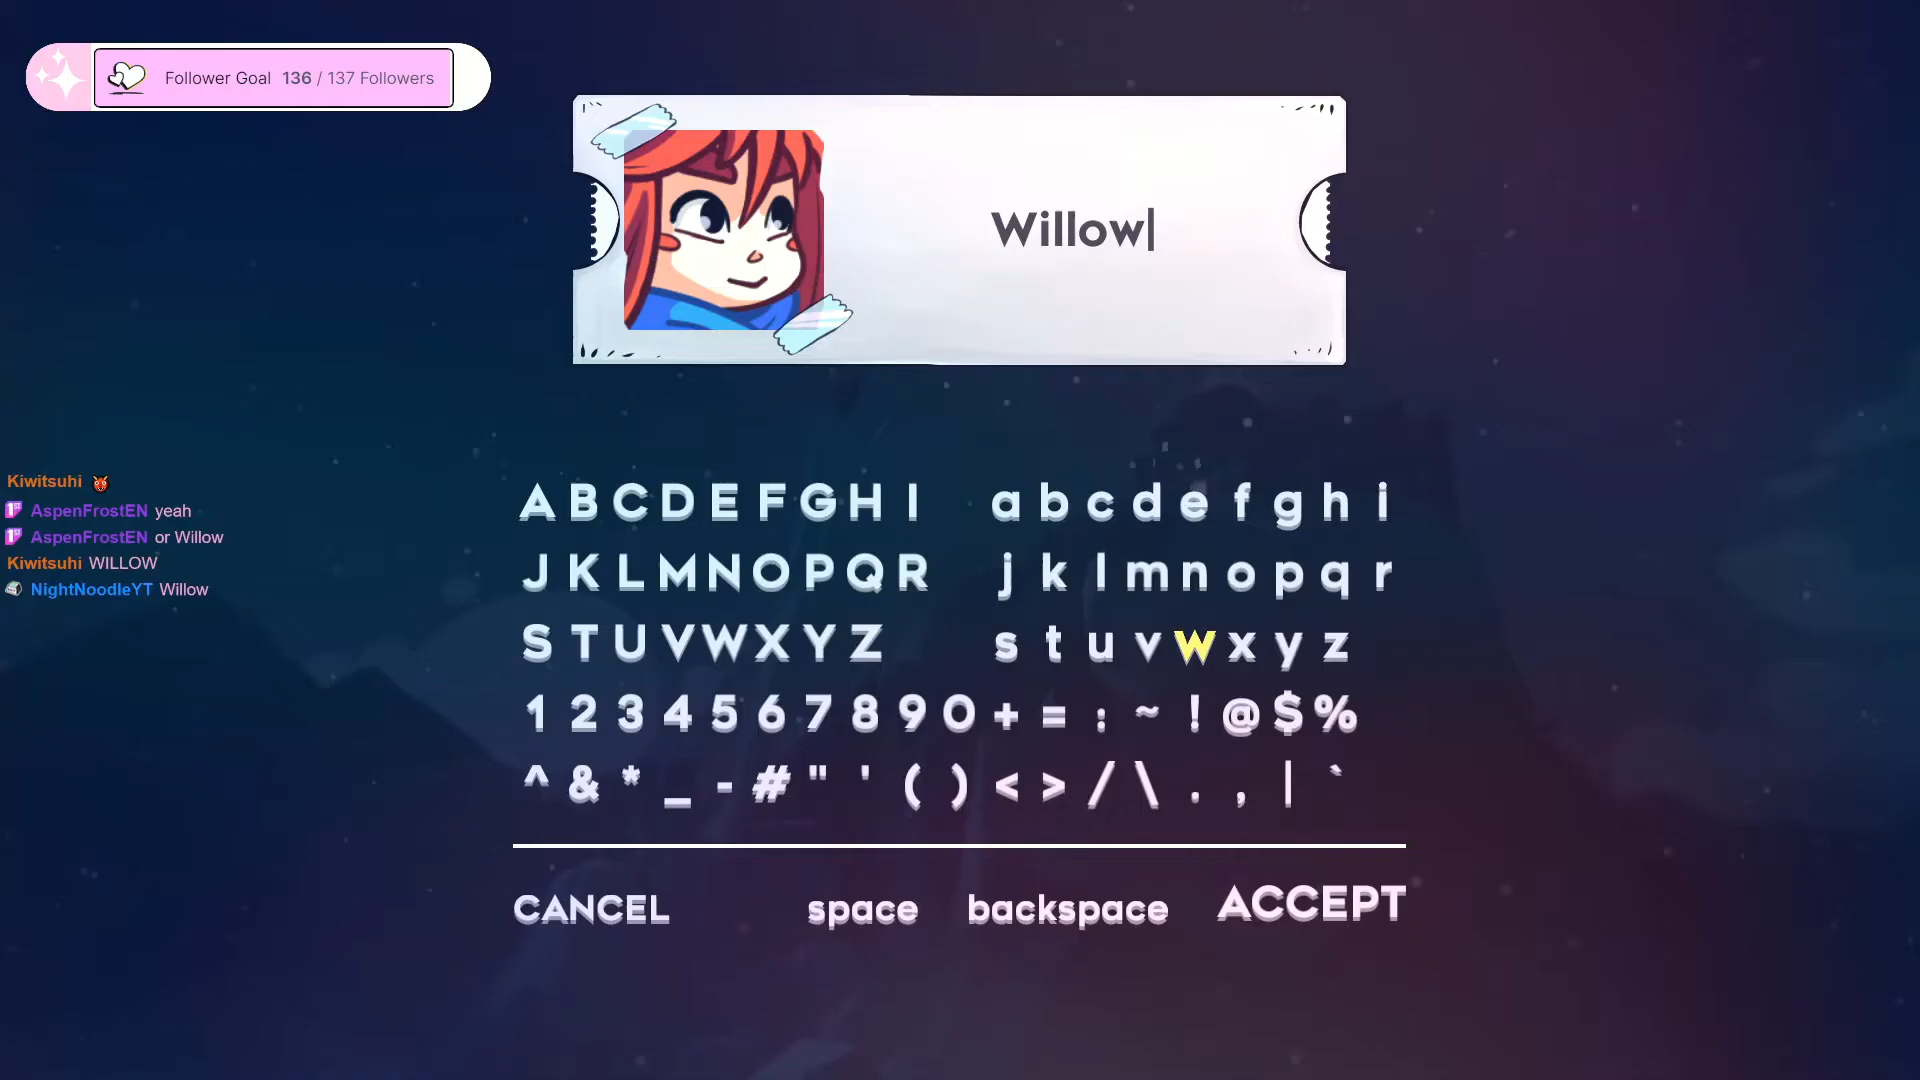 Follower Goal 136 / 137 Followers
Willow
Kiwitsuhi
AspenFrostEN yeah
AspenFrostEN or Willow
Kiwitsuhi WILLOW
NightNoodleYT Willow
A B C D E F G H I a b c d e f g h i
J K L M N O P Q R j k l m n o p q r
S T U V W X Y Z s t u v w x y z
1 2 3 4 5 6 7 8 9 0 + = : ~ ! @ $ %
^ & * _ - # " ' ( ) < > / \ . , | `
CANCEL space backspace ACCEPT